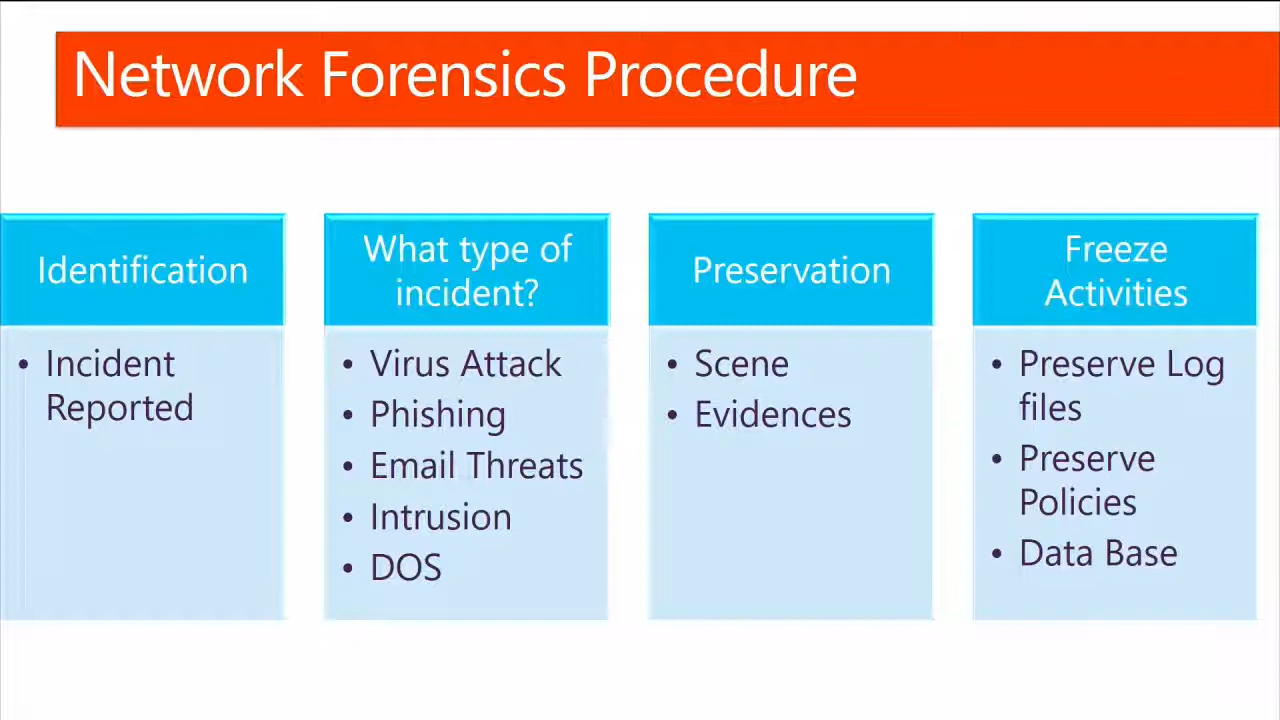 Network Forensics Procedure
Identification
• Incident
Reported
What type of
incident?
• Virus Attack
• Phishing
• Email Threats
• Intrusion
• DOS
Preservation
• Scene
• Evidences
Freeze
Activities
• Preserve Log
files
• Preserve
Policies
• Data Base